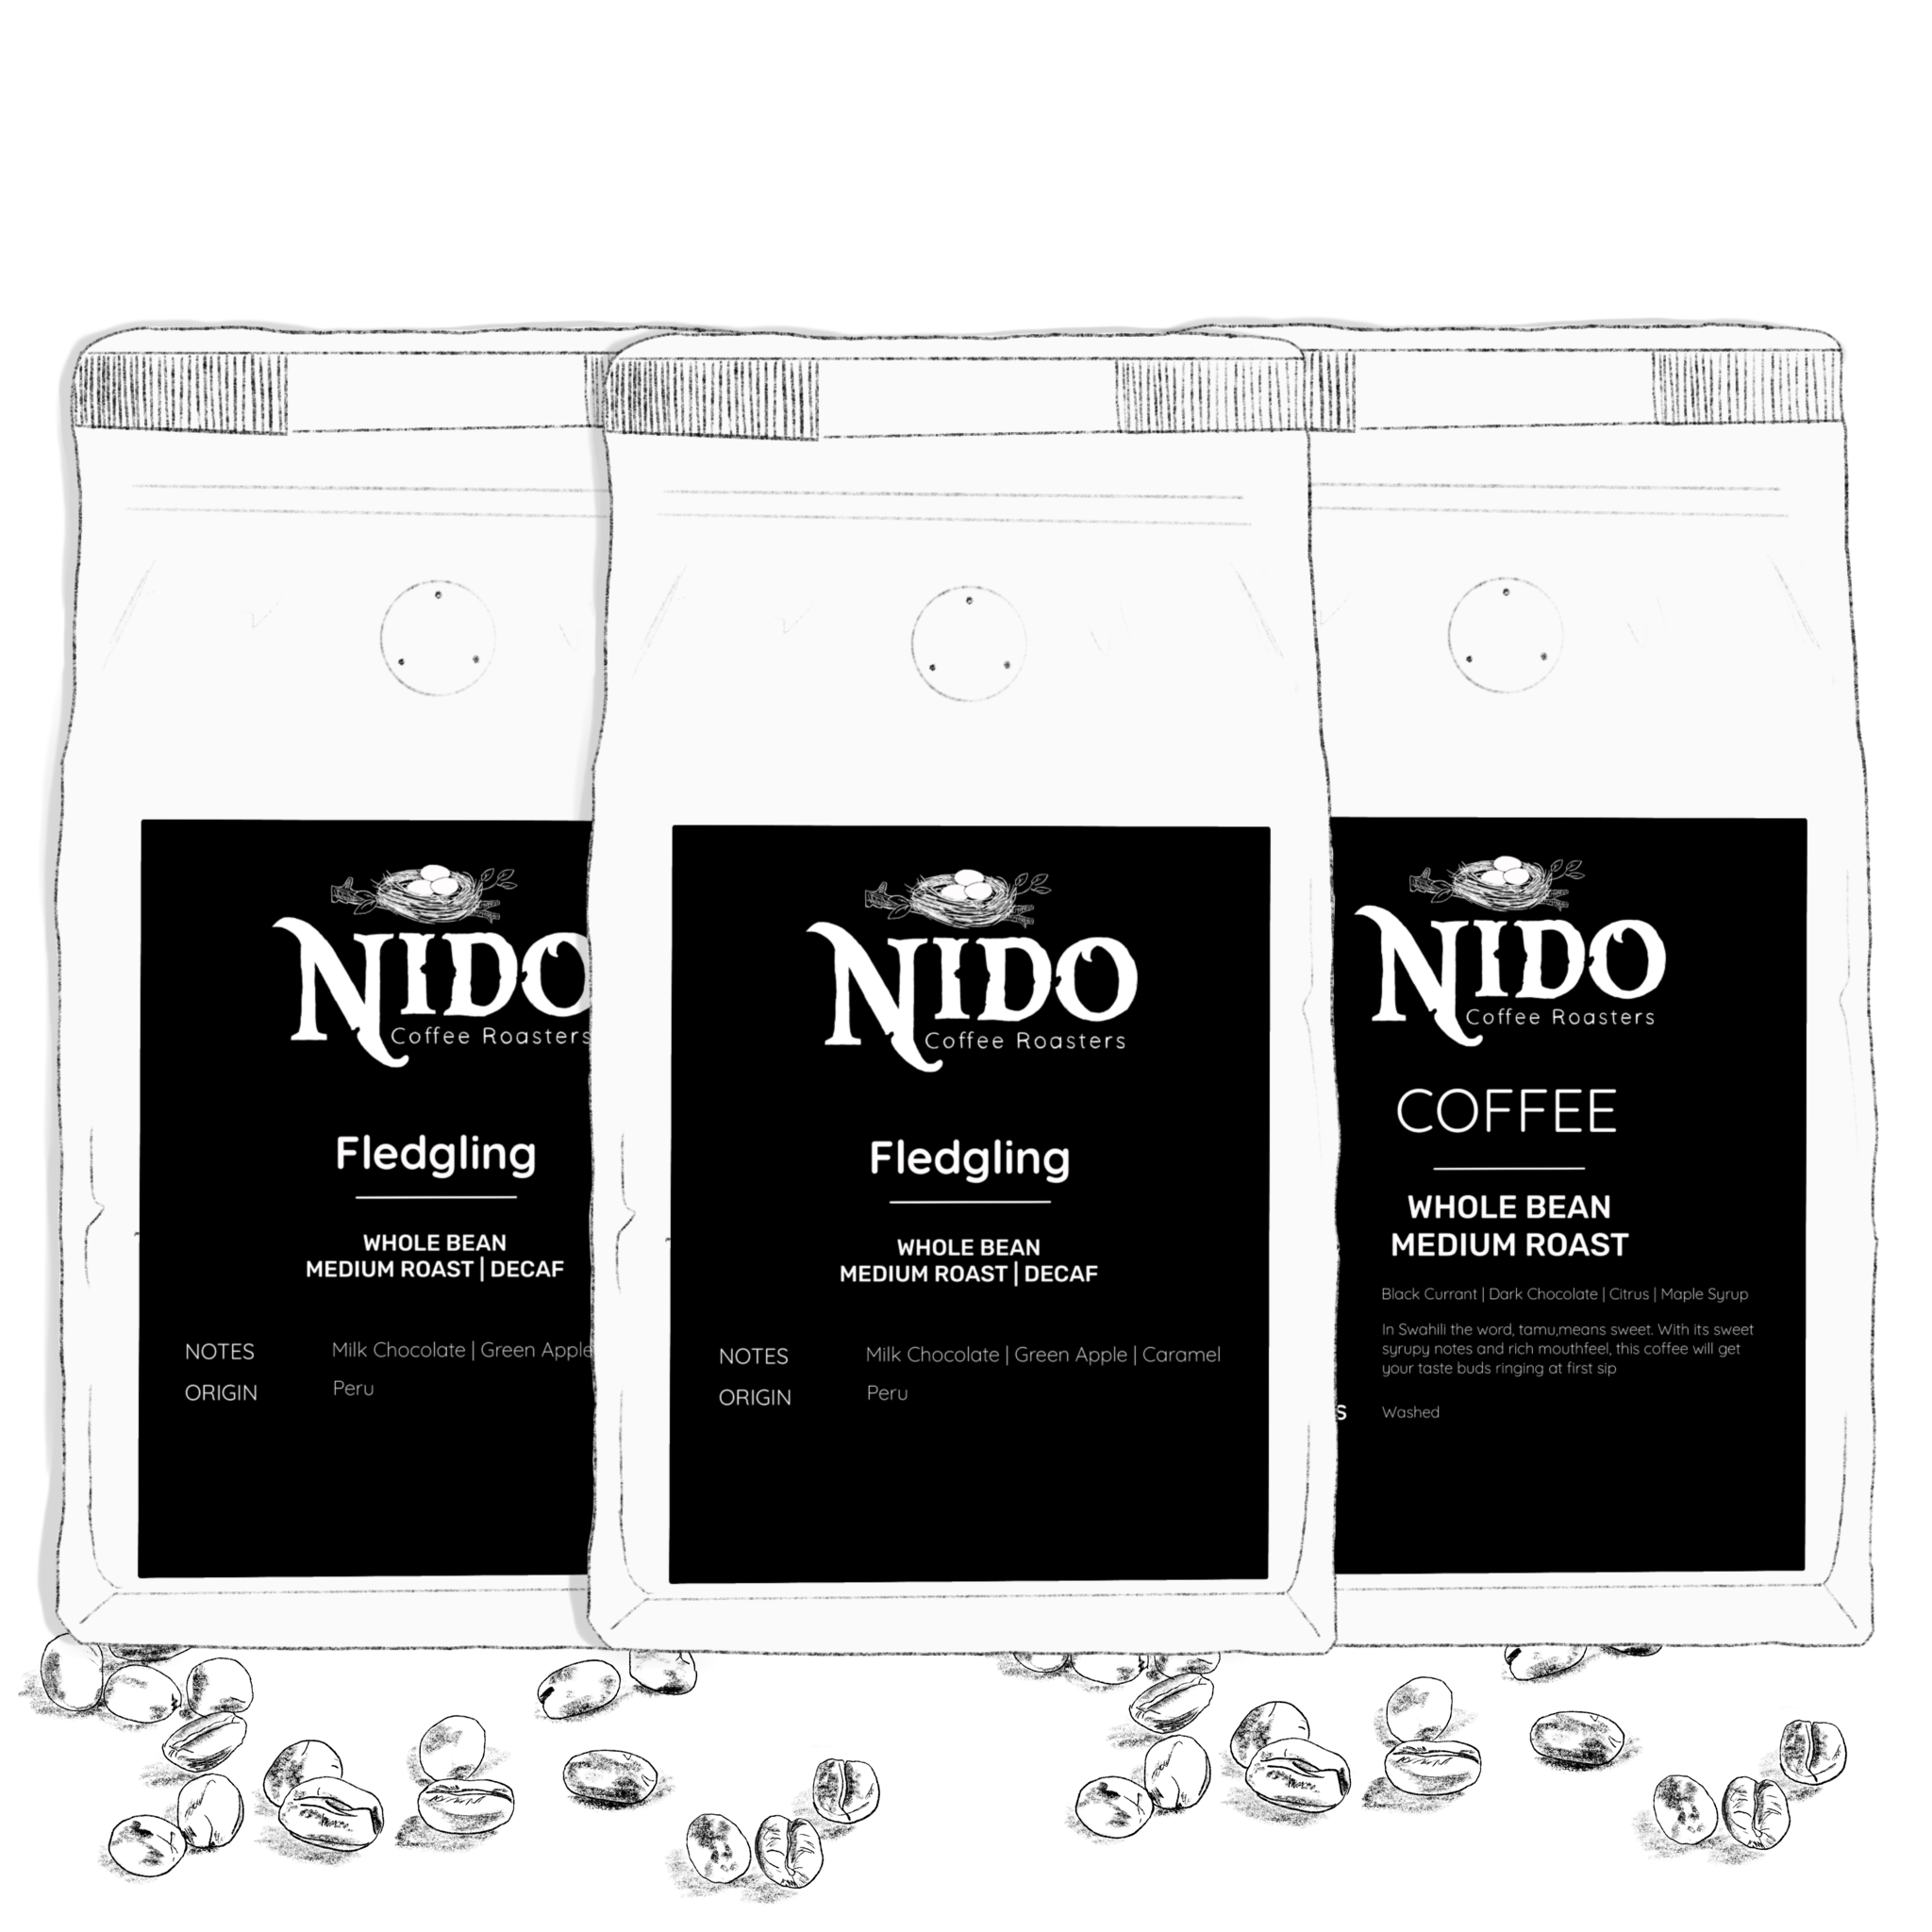 NIDO
Coffee Roasters
Fledgling
WHOLE BEAN
MEDIUM ROAST | DECAF
NOTES Milk Chocolate | Green Apple
ORIGIN Peru
NIDO
Coffee Roasters
Fledgling
WHOLE BEAN
MEDIUM ROAST | DECAF
NOTES Milk Chocolate | Green Apple | Caramel
ORIGIN Peru
NIDO
Coffee Roasters
COFFEE
WHOLE BEAN
MEDIUM ROAST
Black Currant | Dark Chocolate | Citrus | Maple Syrup
In Swahili the word, tamu,means sweet. With its sweet
syrupy notes and rich mouthfeel, this coffee will get
your taste buds ringing at first sip
S Washed